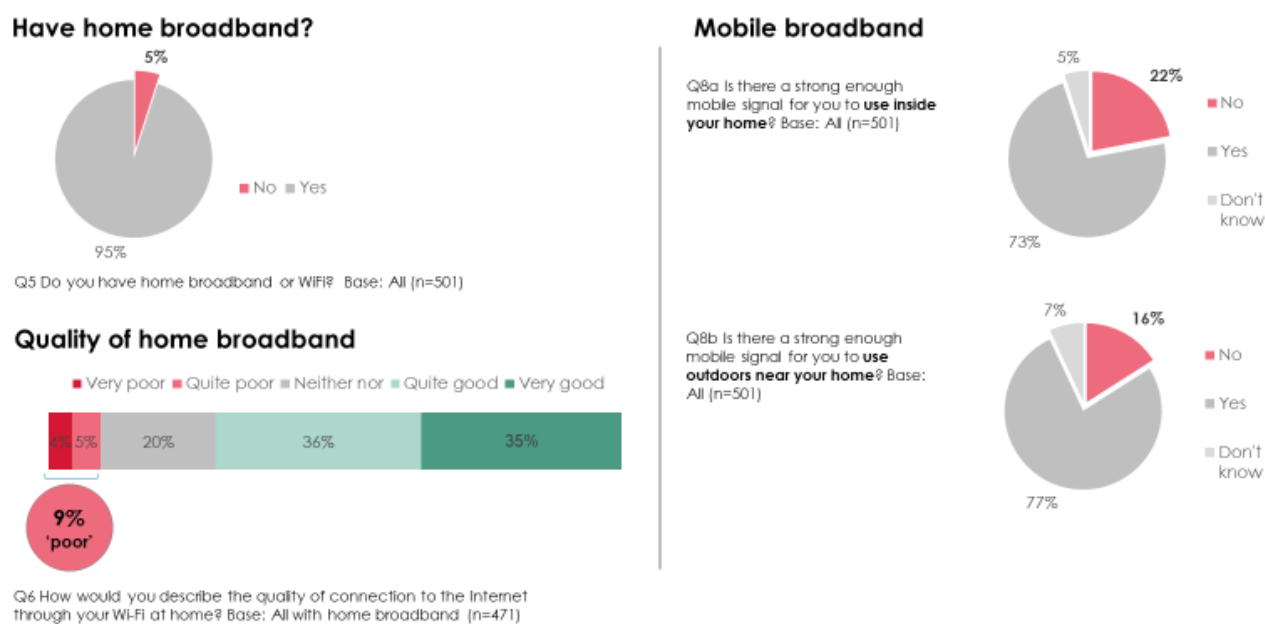 Have home broadband?
5%
No Yes
95%
Q5 Do you have home broadband or WiFi? Base: All (n=501)
Quality of home broadband
Very poor Quite poor Neither nor Quite good Very good
4% 5% 20% 36% 35%
9%
'poor'
Q6 How would you describe the quality of connection to the Internet
through your Wi-Fi at home? Base: All with home broadband (n=471)
Mobile broadband
Q8a Is there a strong enough
mobile signal for you to use inside
your home? Base: All (n=501)
5%
22%
No
Yes
Don't
know
73%
Q8b Is there a strong enough
mobile signal for you to use
outdoors near your home? Base:
All (n=501)
7%
16%
No
Yes
Don't
know
77%